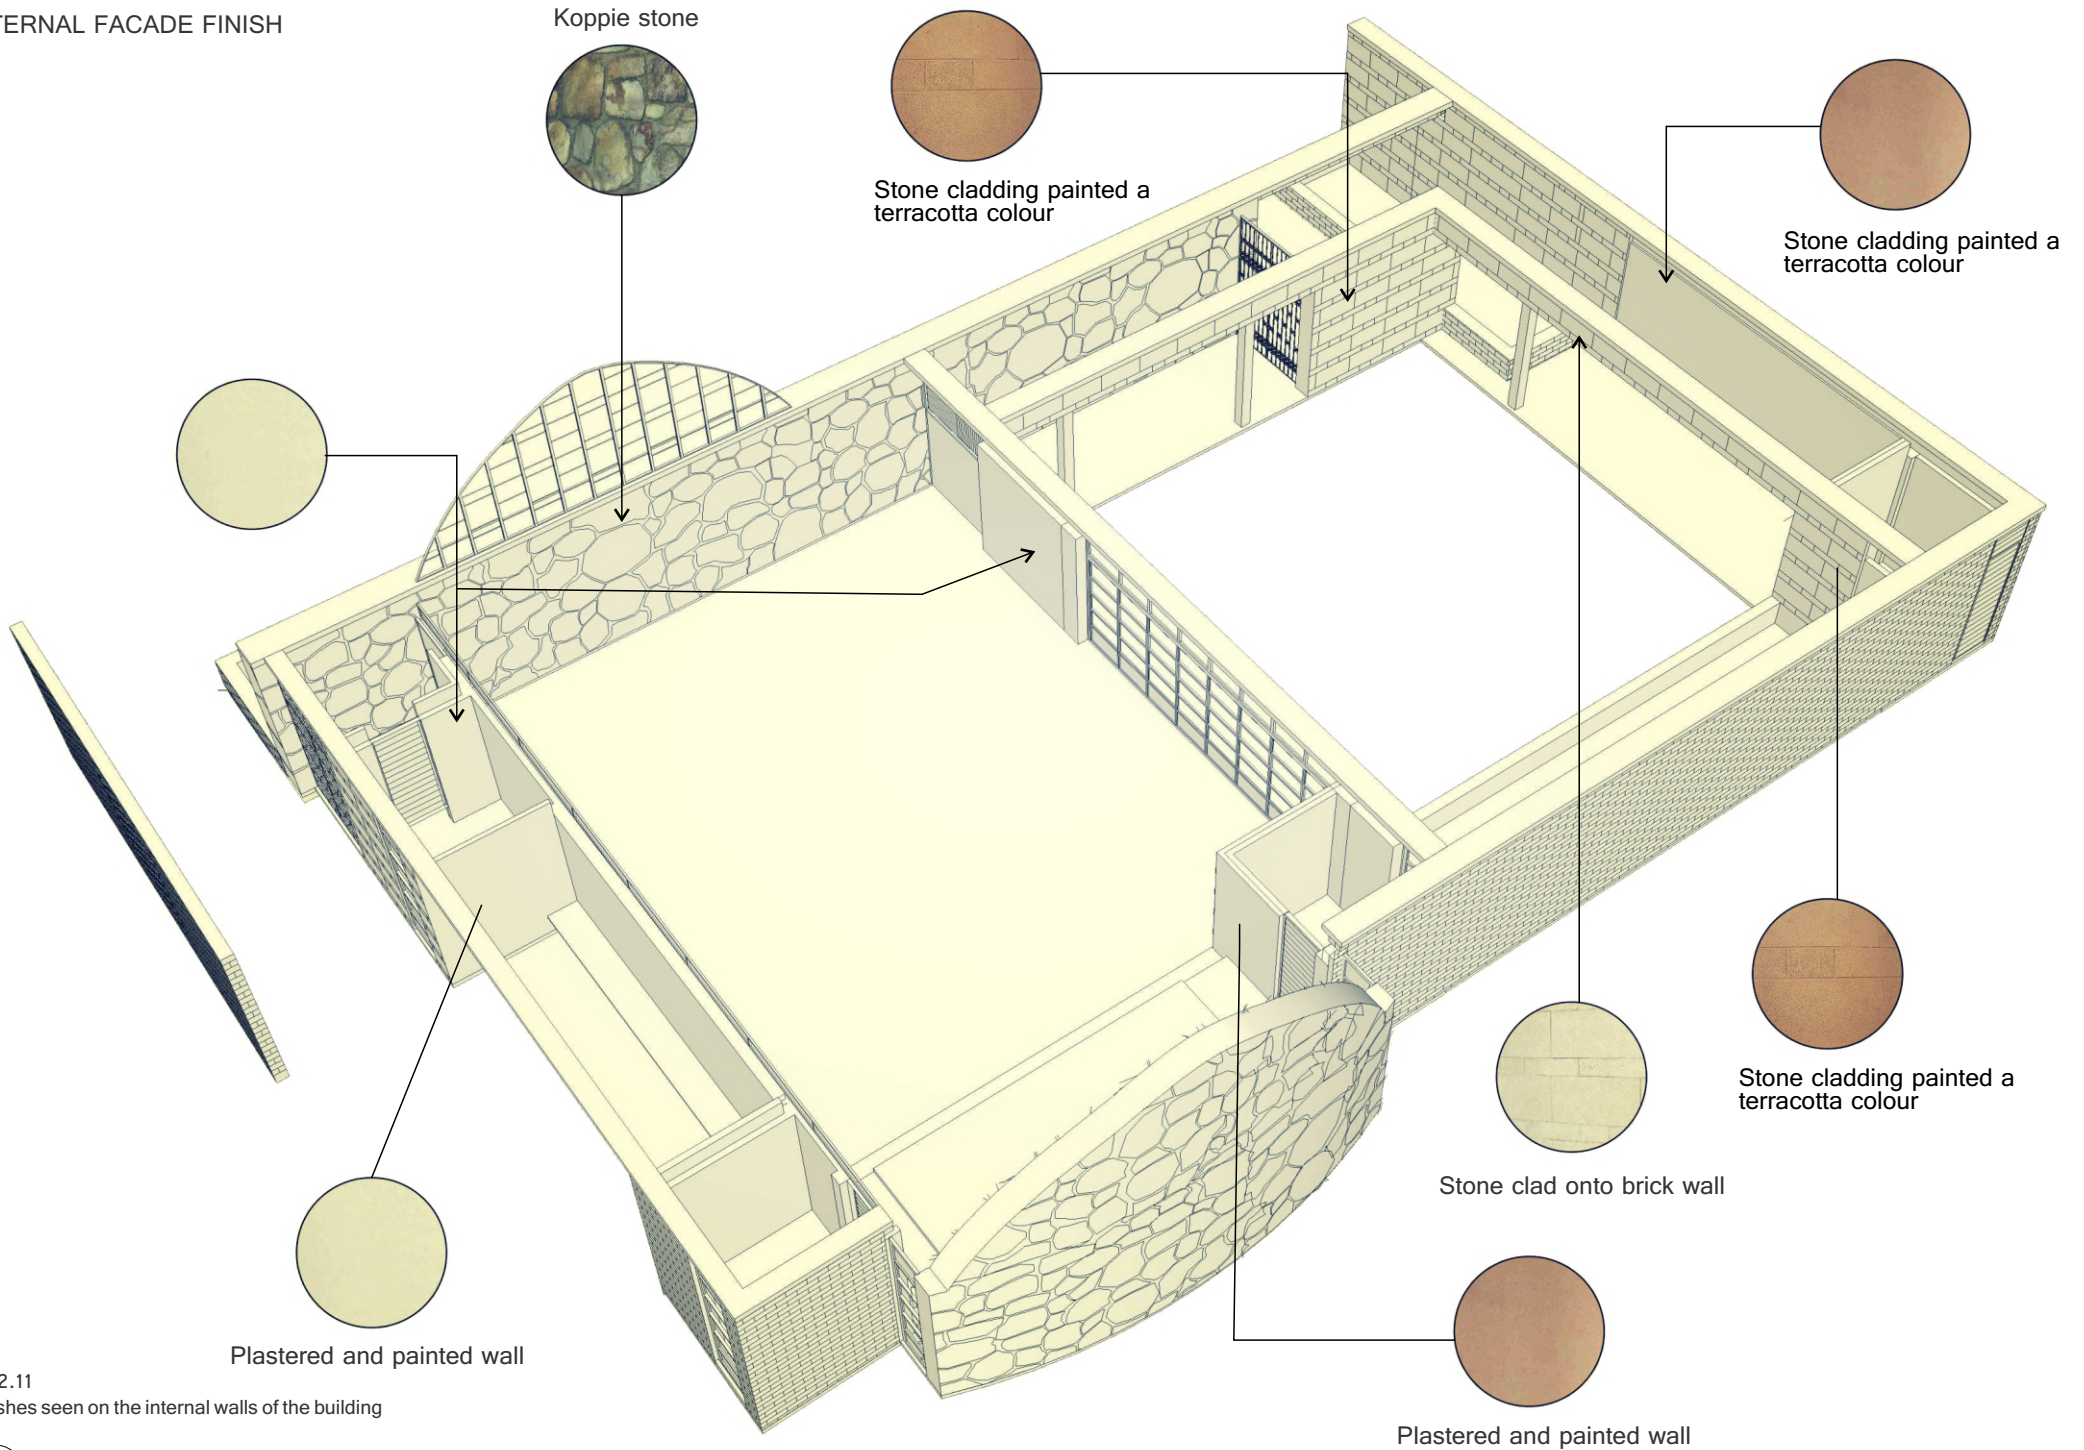 TERNAL FACADE FINISH
Koppie stone
Stone cladding painted a
terracotta colour
Stone cladding painted a
terracotta colour
Stone cladding painted a
terracotta colour
Stone clad onto brick wall
Plastered and painted wall
2.11
shes seen on the internal walls of the building
Plastered and painted wall